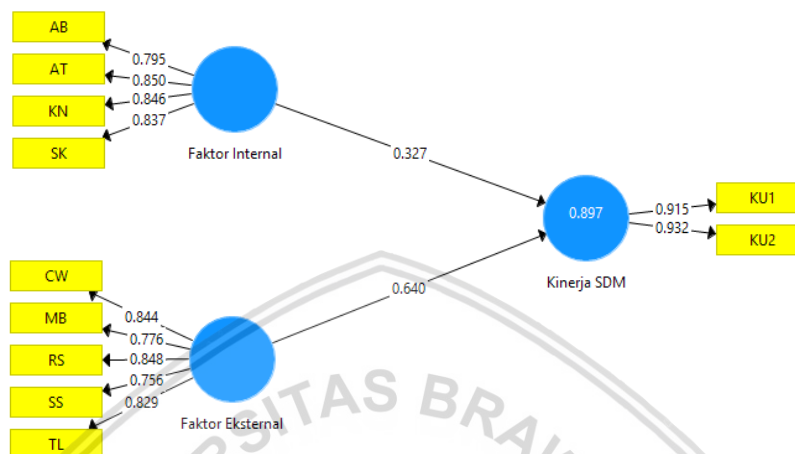 AB
AT
KN
SK
0.795
0.850
0.846
0.837
Faktor Internal
0.327
0.897
Kinerja SDM
0.915
0.932
KU1
KU2
CW
MB
RS
SS
TL
0.844
0.776
0.848
0.756
0.829
Faktor Eksternal
0.640
ERSITAS BRAW